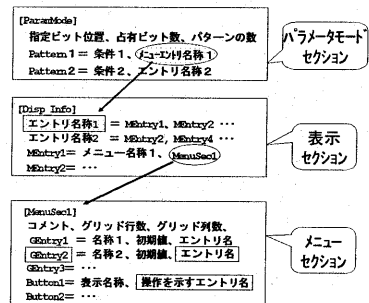 [ParamMode]
指定ビット位置、占有ビット数、パターンの数
Pattern1= 条件1、メニューエントリ名称1
Pattern2= 条件2、エントリ名称2
パラメータモード
セクション
[Disp Info]
エントリ名称1 = MEntry1、MEntry2 …
エントリ名称2 = MEntry2, MEntry4 …
MEntry1= メニュー名称1、MenuSec1
MEntry2= …
表示
セクション
[MenuSec1]
コメント、グリッド行数、グリッド列数、
GEntry1 = 名称1、初期値、エントリ名
GEntry2 = 名称2、初期値、エントリ名
GEntry3= …
Button1= 表示名称、操作を示すエントリ名
Button2= …
メニュー
セクション